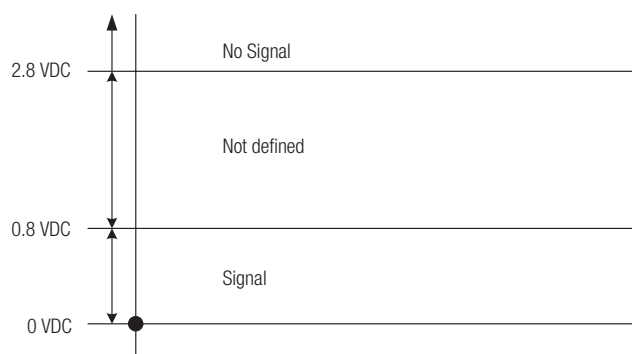 No Signal
2.8 VDC
Not defined
0.8 VDC
Signal
0 VDC